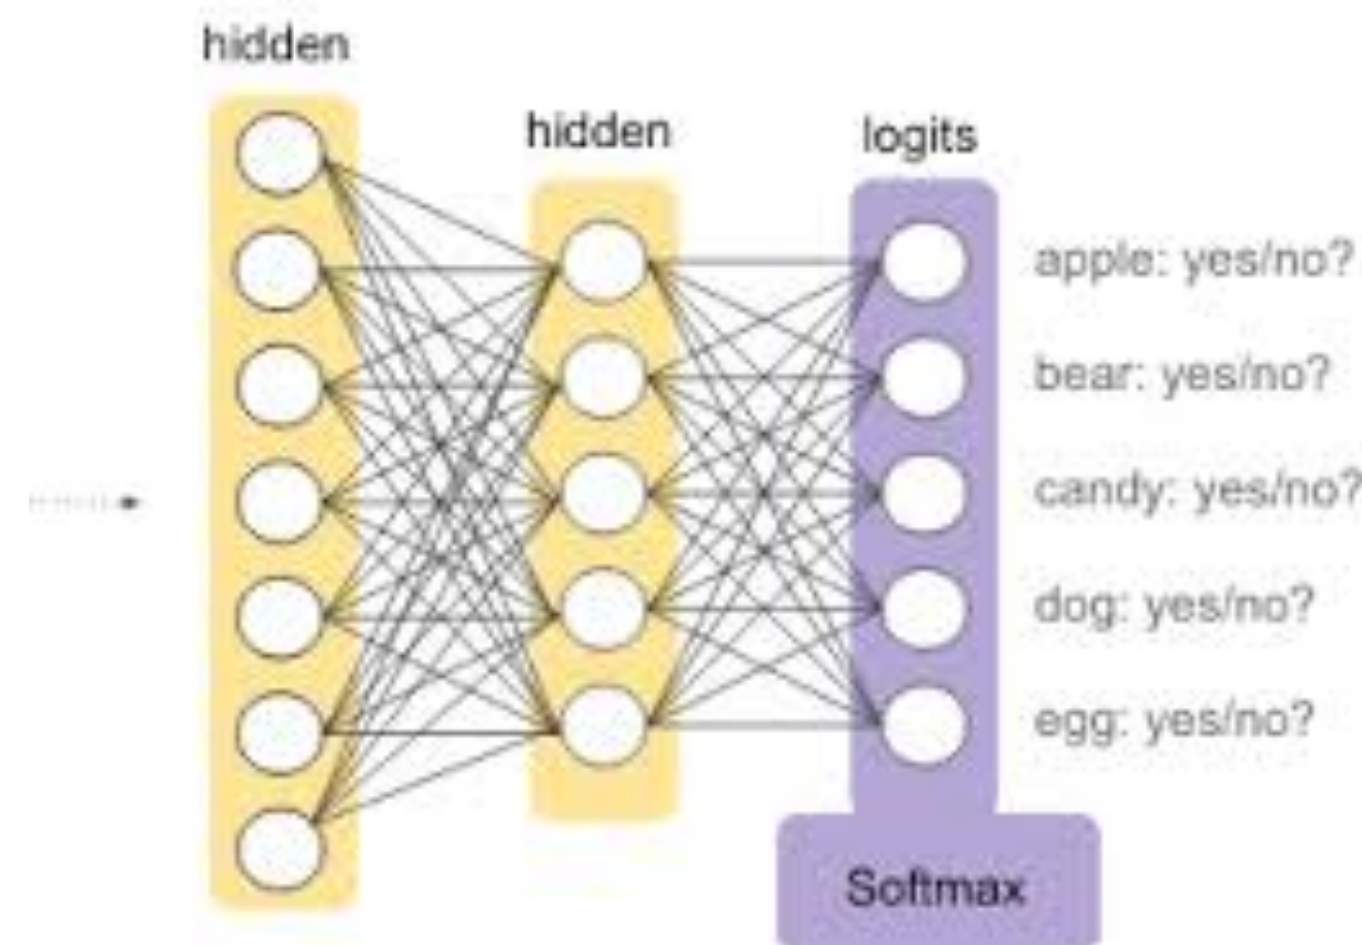 hidden
hidden
logits
apple: yes/no?
bear: yes/no?
candy: yes/no?
dog: yes/no?
egg: yes/no?
Softmax